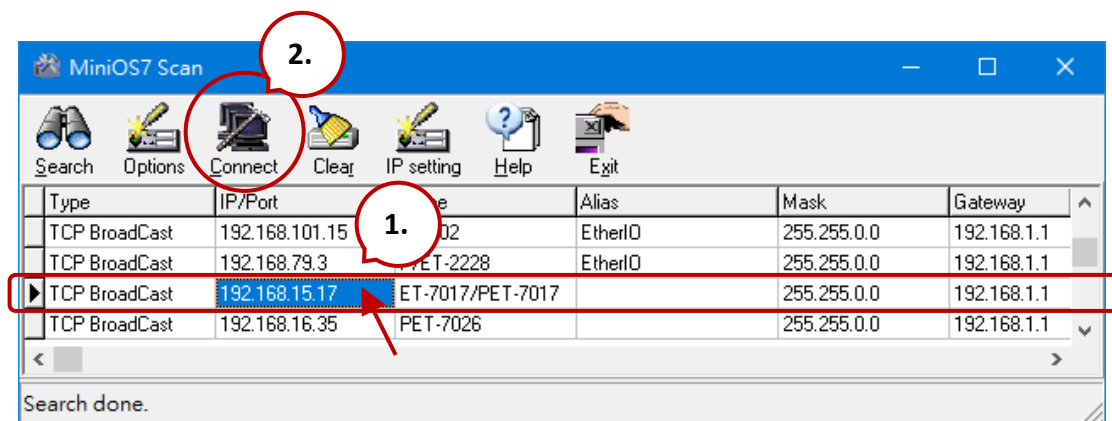 2.
MiniOS7 Scan
Search Options Connect Clear IP setting Help Exit
Type IP/Port Alias Mask Gateway
1.
TCP BroadCast 192.168.101.15 EtherIO 255.255.0.0 192.168.1.1
TCP BroadCast 192.168.79.3 EtherIO 255.255.0.0 192.168.1.1
TCP BroadCast 192.168.15.17 ET-7017/PET-7017 255.255.0.0 192.168.1.1
TCP BroadCast 192.168.16.35 PET-7026 255.255.0.0 192.168.1.1
Search done.